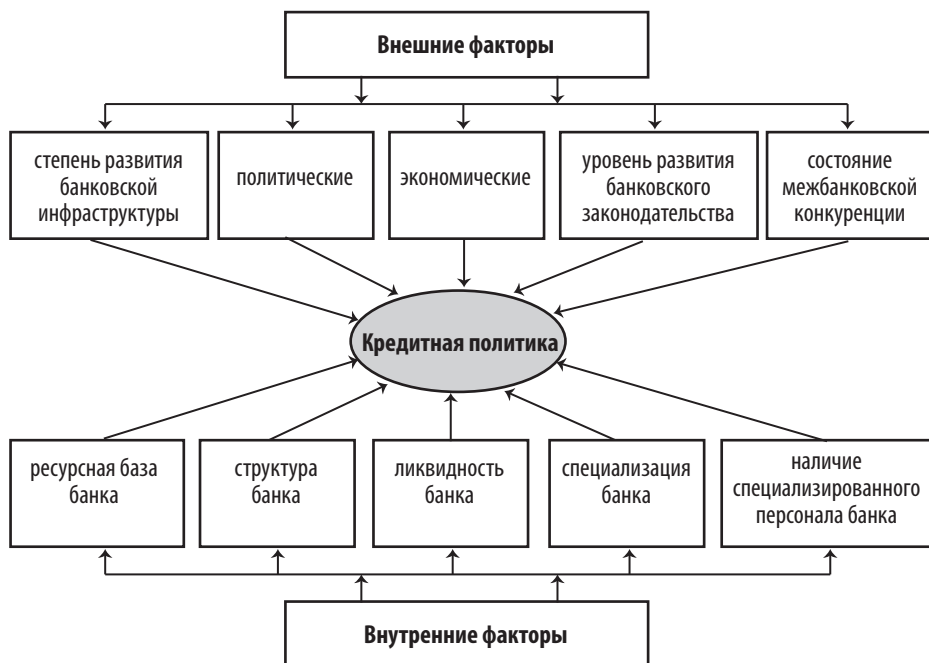 Внешние факторы
степень развития
банковской
инфраструктуры
политические
экономические
уровень развития
банковского
законодательства
состояние
межбанковской
конкуренции
Кредитная политика
ресурсная база
банка
структура
банка
ликвидность
банка
специализация
банка
наличие
специализированного
персонала банка
Внутренние факторы